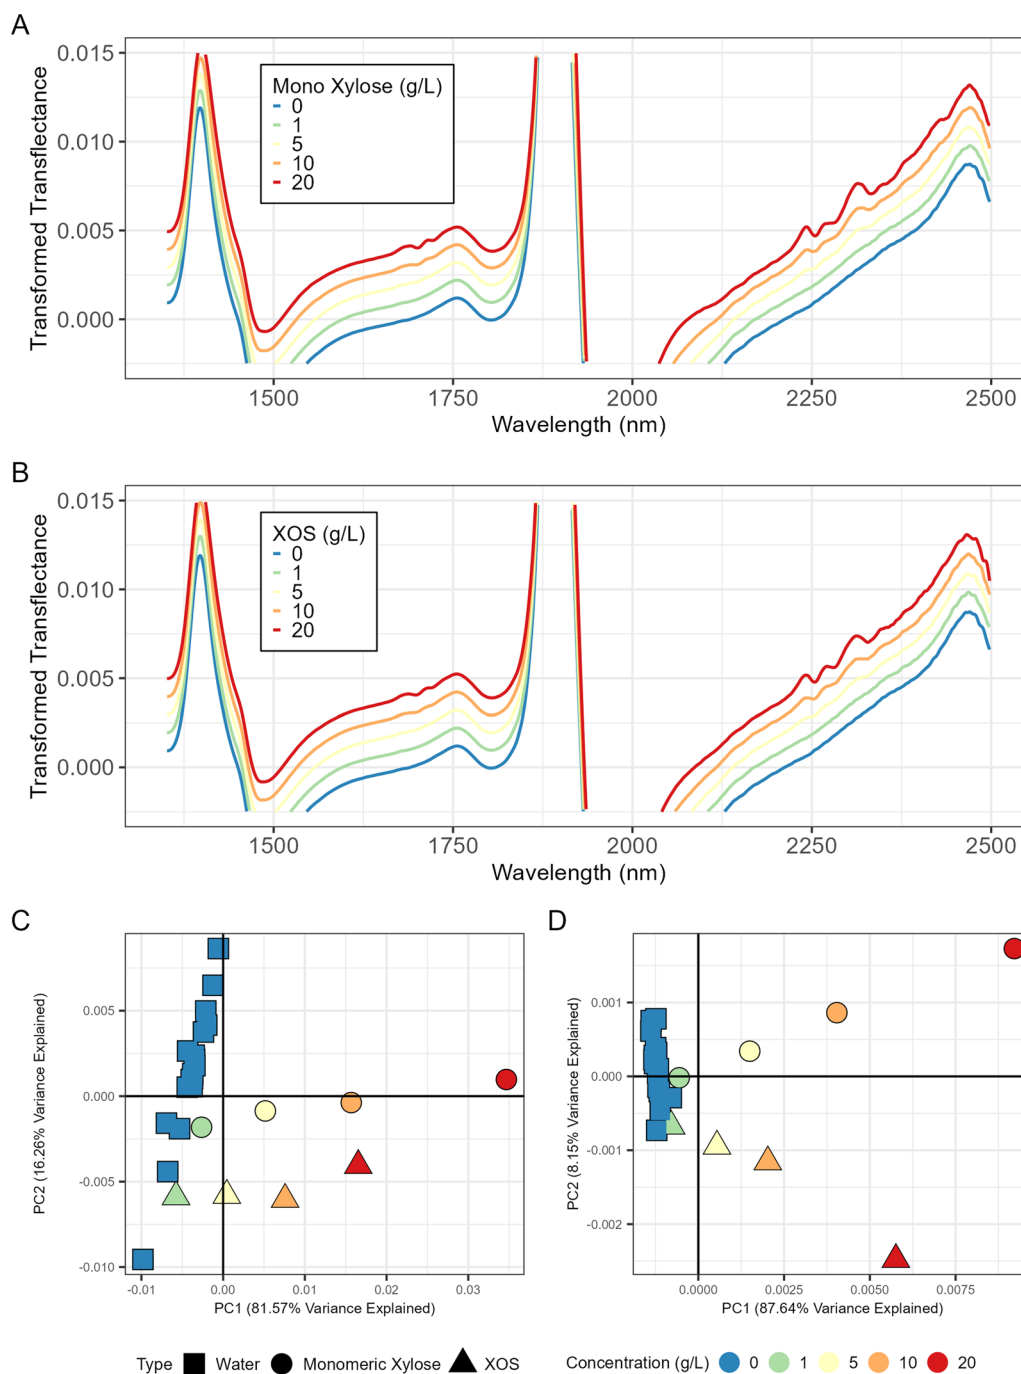 A
Transformed Transflectance
0.015
0.010
0.005
0.000
Mono Xylose (g/L)
0
1
5
10
20
1500 1750 2000 2250 2500
Wavelength (nm)
B
Transformed Transflectance
0.015
0.010
0.005
0.000
XOS (g/L)
0
1
5
10
20
1500 1750 2000 2250 2500
Wavelength (nm)
C
PC2 (16.26% Variance Explained)
0.005
0.000
-0.005
-0.010
-0.01 0.00 0.01 0.02 0.03
PC1 (81.57% Variance Explained)
D
PC2 (8.15% Variance Explained)
0.001
0.000
-0.001
-0.002
0.0000 0.0025 0.0050 0.0075
PC1 (87.64% Variance Explained)
Type Water Monomeric Xylose XOS Concentration (g/L) 0 1 5 10 20